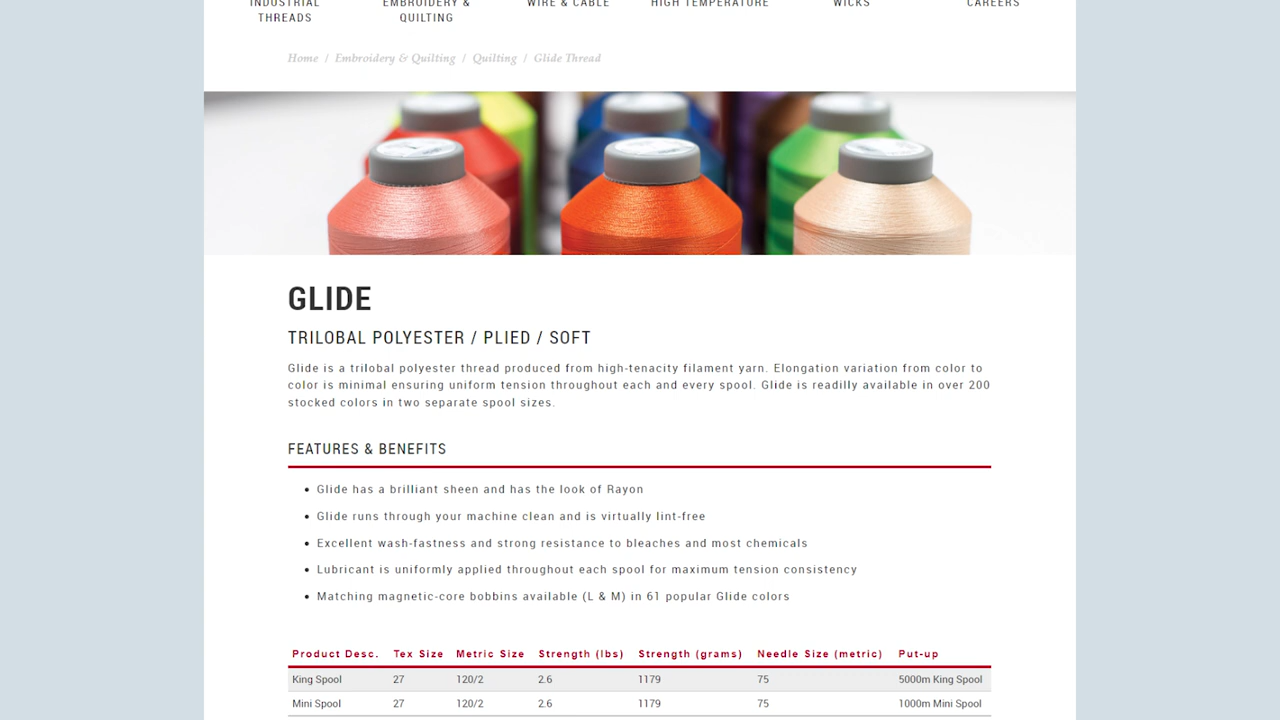 INDUSTRIAL THREADS
EMBROIDERY & QUILTING
WIRE & CABLE
HIGH TEMPERATURE
WICKS
CAREERS
Home / Embroidery & Quilting / Quilting / Glide Thread
GLIDE
TRILOBAL POLYESTER / PLIED / SOFT
Glide is a trilobal polyester thread produced from high-tenacity filament yarn. Elongation variation from color to
color is minimal ensuring uniform tension throughout each and every spool. Glide is readilly available in over 200
stocked colors in two separate spool sizes.
FEATURES & BENEFITS
• Glide has a brilliant sheen and has the look of Rayon
• Glide runs through your machine clean and is virtually lint-free
• Excellent wash-fastness and strong resistance to bleaches and most chemicals
• Lubricant is uniformly applied throughout each spool for maximum tension consistency
• Matching magnetic-core bobbins available (L & M) in 61 popular Glide colors
Product Desc. Tex Size Metric Size Strength (lbs) Strength (grams) Needle Size (metric) Put-up
King Spool 27 120/2 2.6 1179 75 5000m King Spool
Mini Spool 27 120/2 2.6 1179 75 1000m Mini Spool